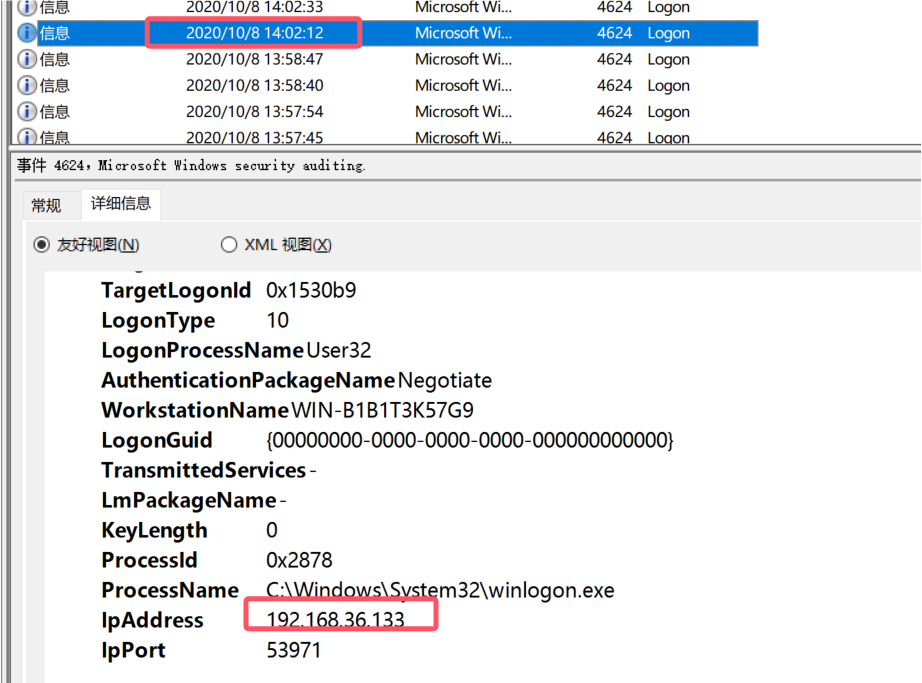 信息 2020/10/8 14:02:33 Microsoft Wi... 4624 Logon
信息 2020/10/8 14:02:12 Microsoft Wi... 4624 Logon
信息 2020/10/8 13:58:47 Microsoft Wi... 4624 Logon
信息 2020/10/8 13:58:40 Microsoft Wi... 4624 Logon
信息 2020/10/8 13:57:54 Microsoft Wi... 4624 Logon
信息 2020/10/8 13:57:45 Microsoft Wi... 4624 Logon
事件 4624，Microsoft Windows security auditing.
常规 详细信息
友好视图(N) XML 视图(X)
TargetLogonId 0x1530b9
LogonType 10
LogonProcessName User32
AuthenticationPackageName Negotiate
WorkstationName WIN-B1B1T3K57G9
LogonGuid {00000000-0000-0000-0000-000000000000}
TransmittedServices -
LmPackageName -
KeyLength 0
ProcessId 0x2878
ProcessName C:\Windows\System32\winlogon.exe
IpAddress 192.168.36.133
IpPort 53971